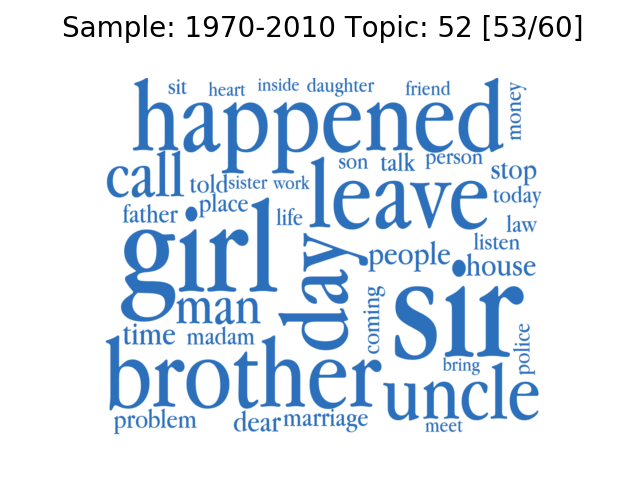 Sample: 1970-2010 Topic: 52 [53/60]
sit heart inside daughter friend
happened money
call son talk person stop
told sister work leave today
father place life law
girl people listen
house
man day coming sir
time madam police
brother bring
uncle
problem dear marriage meet